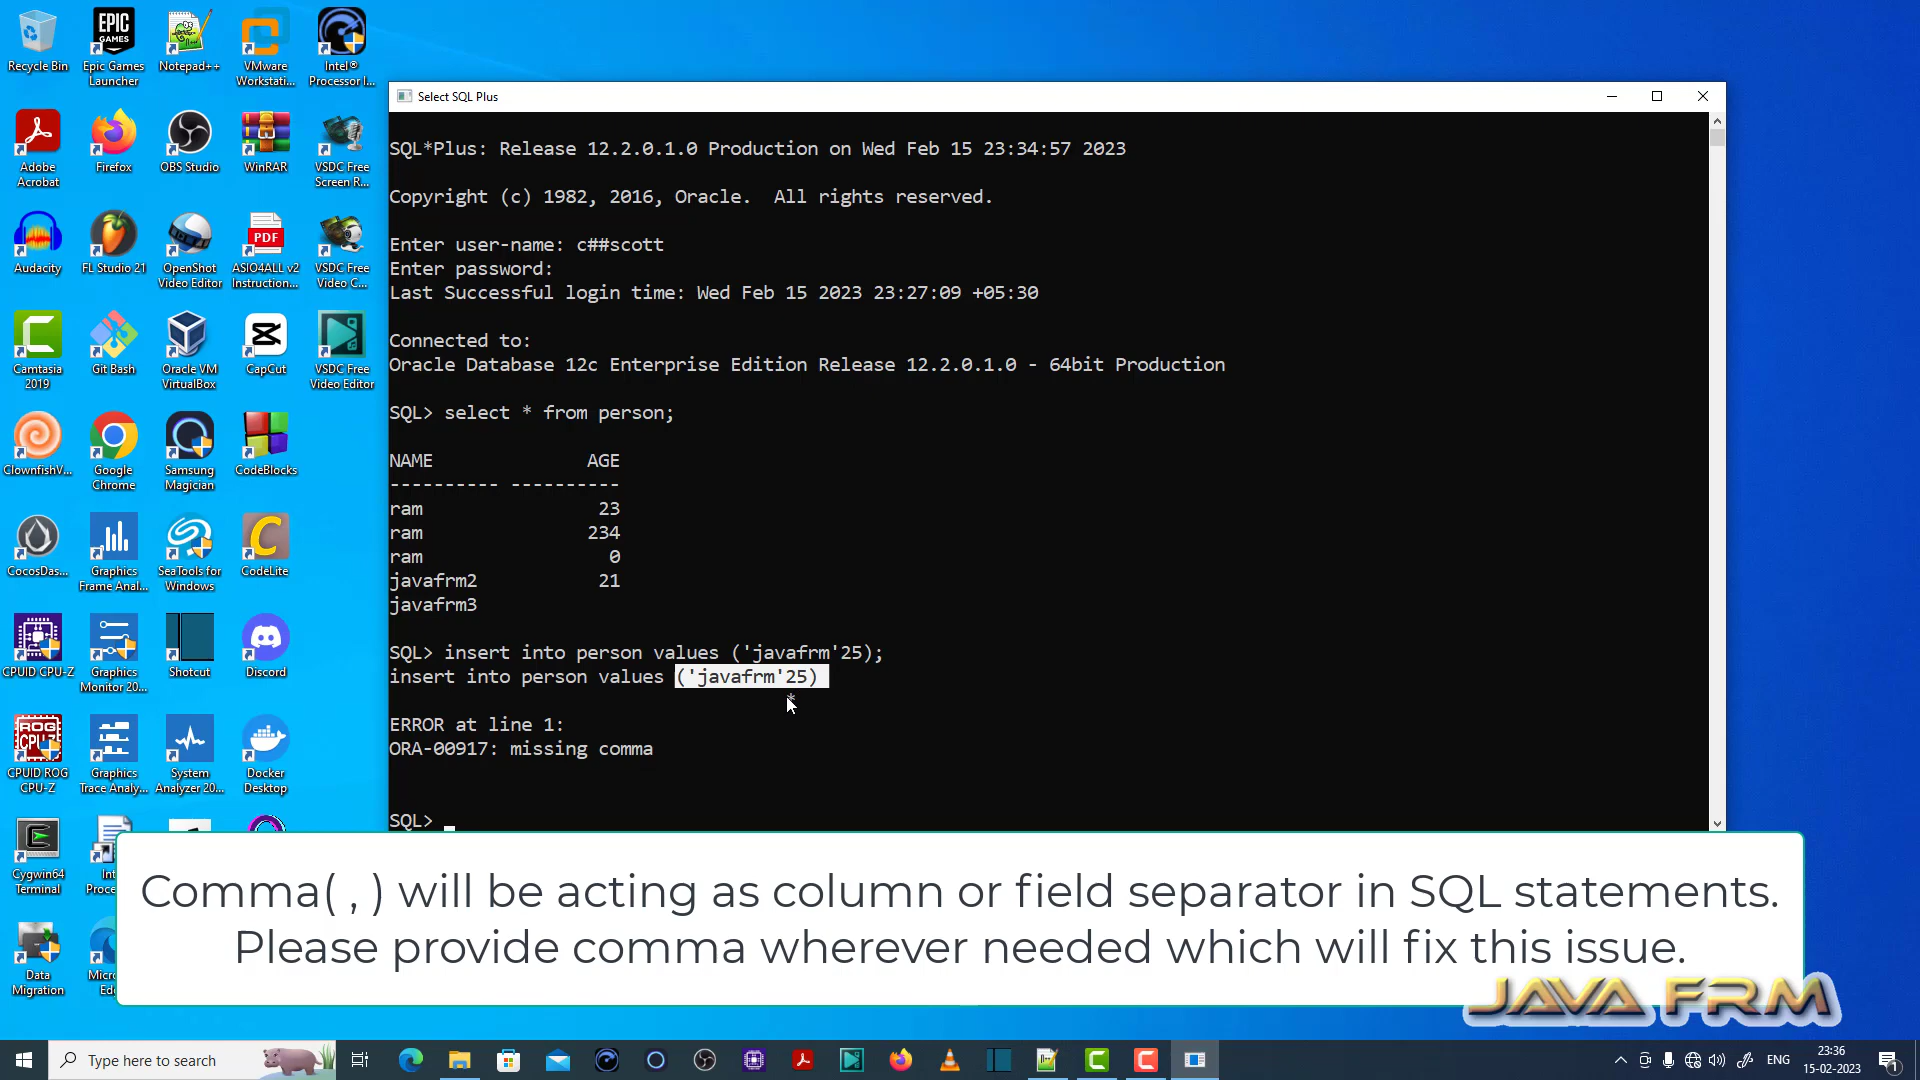 Recycle Bin
Epic Games
Launcher
Notepad++
VMware
Workstati...
Intel®
Processor I...
Adobe
Acrobat
Firefox
OBS Studio
WinRAR
VSDC Free
Screen R...
Audacity
FL Studio 21
OpenShot
Video Editor
ASIO4ALL v2
Instruction...
VSDC Free
Video C...
Camtasia
2019
Git Bash
Oracle VM
VirtualBox
CapCut
VSDC Free
Video Editor
ClownfishV...
Google
Chrome
Samsung
Magician
CodeBlocks
CocosDas...
Graphics
Frame Anal...
SeaTools for
Windows
CodeLite
CPUID CPU-Z
Graphics
Monitor 20...
Shotcut
Discord
CPUID ROG
CPU-Z
Graphics
Trace Analy...
System
Analyzer 20...
Docker
Desktop
Cygwin64
Terminal
Data
Migration
Select SQL Plus
SQL*Plus: Release 12.2.0.1.0 Production on Wed Feb 15 23:34:57 2023
Copyright (c) 1982, 2016, Oracle.  All rights reserved.
Enter user-name: c##scott
Enter password:
Last Successful login time: Wed Feb 15 2023 23:27:09 +05:30
Connected to:
Oracle Database 12c Enterprise Edition Release 12.2.0.1.0 - 64bit Production
SQL> select * from person;
NAME              AGE
---------- ----------
ram                23
ram               234
ram                 0
javafrm2           21
javafrm3
SQL> insert into person values ('javafrm'25);
insert into person values ('javafrm'25)
*
ERROR at line 1:
ORA-00917: missing comma
SQL>
Comma( , ) will be acting as column or field separator in SQL statements.
Please provide comma wherever needed which will fix this issue.
JAVA FRM
Type here to search
ENG
23:36
15-02-2023